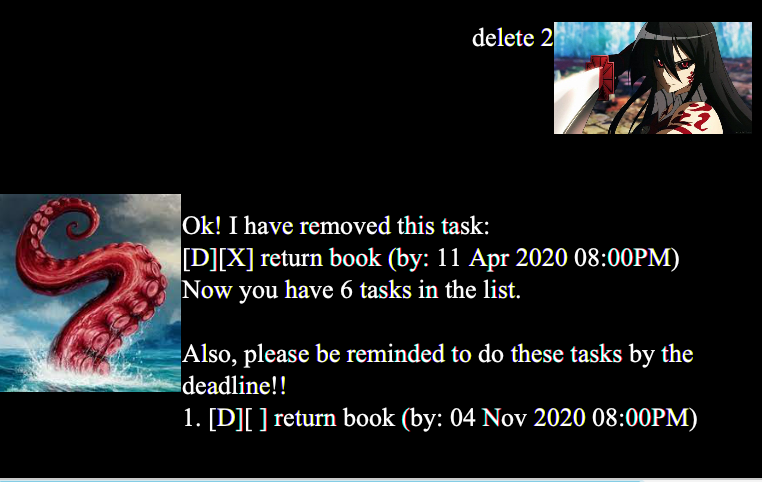 delete 2
Ok! I have removed this task:
[D][X] return book (by: 11 Apr 2020 08:00PM)
Now you have 6 tasks in the list.
Also, please be reminded to do these tasks by the
deadline!!
1. [D][ ] return book (by: 04 Nov 2020 08:00PM)